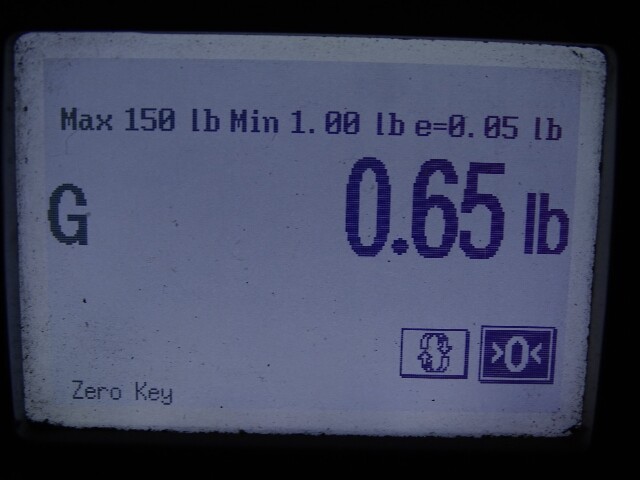 Max 150 lb Min 1.00 lb e=0.05 lb
G 0.65 lb
>0<
Zero Key